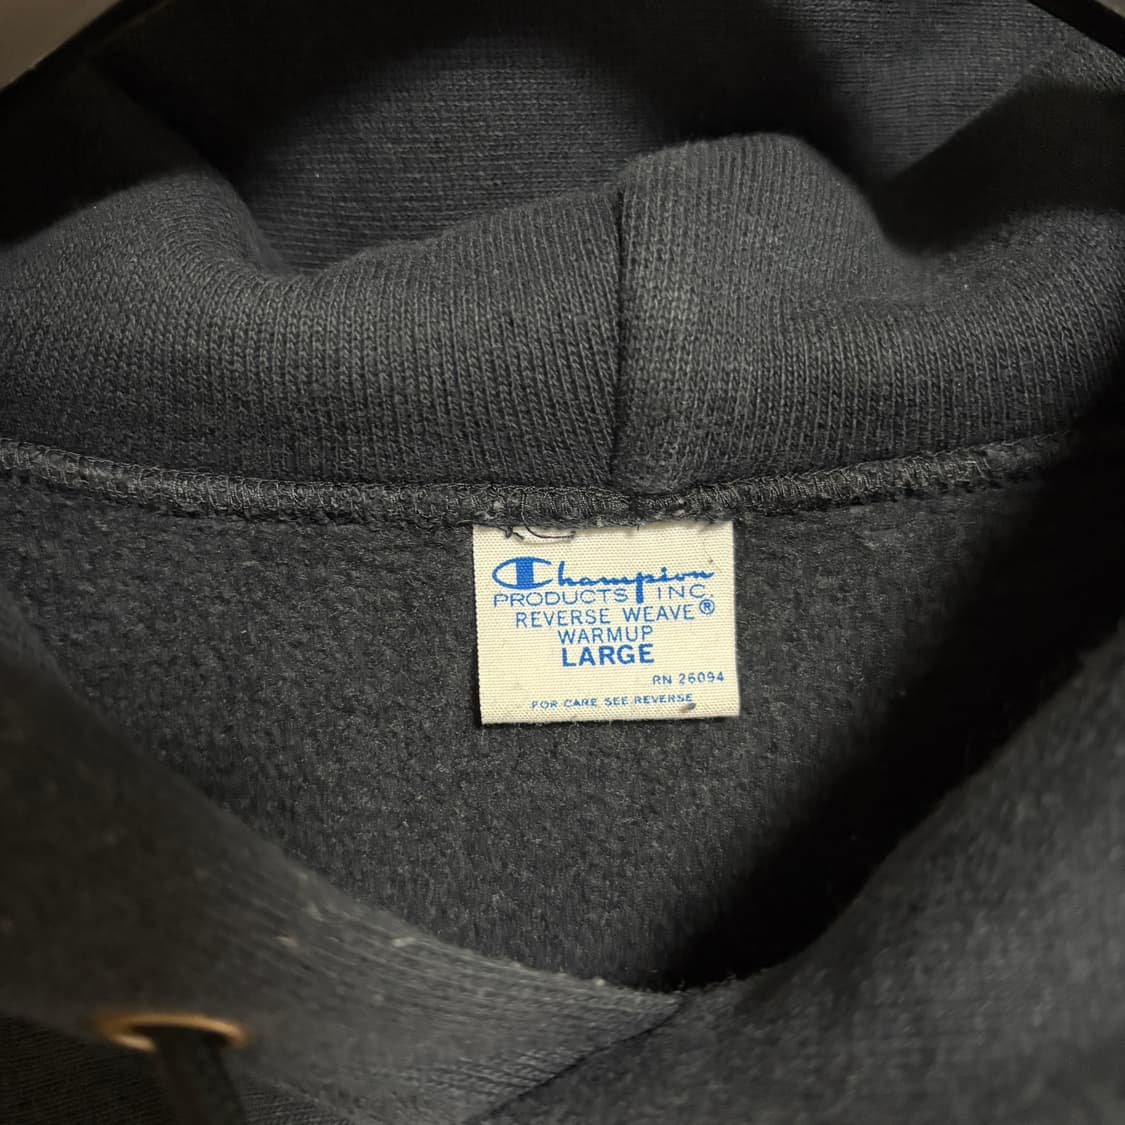 Champion
PRODUCTS INC.
REVERSE WEAVE®
WARMUP
LARGE
RN 26094
FOR CARE SEE REVERSE